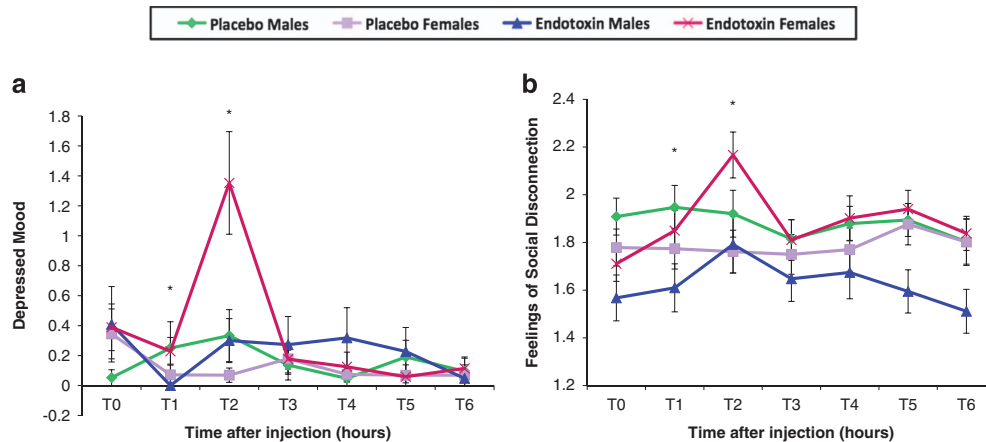 Placebo Males Placebo Females Endotoxin Males Endotoxin Females
a
Depressed Mood
1.8
1.6
1.4
1.2
1
0.8
0.6
0.4
0.2
0
-0.2
*
*
T0 T1 T2 T3 T4 T5 T6
Time after injection (hours)
b
Feelings of Social Disconnection
2.4
2.2
2
1.8
1.6
1.4
1.2
*
*
T0 T1 T2 T3 T4 T5 T6
Time after injection (hours)